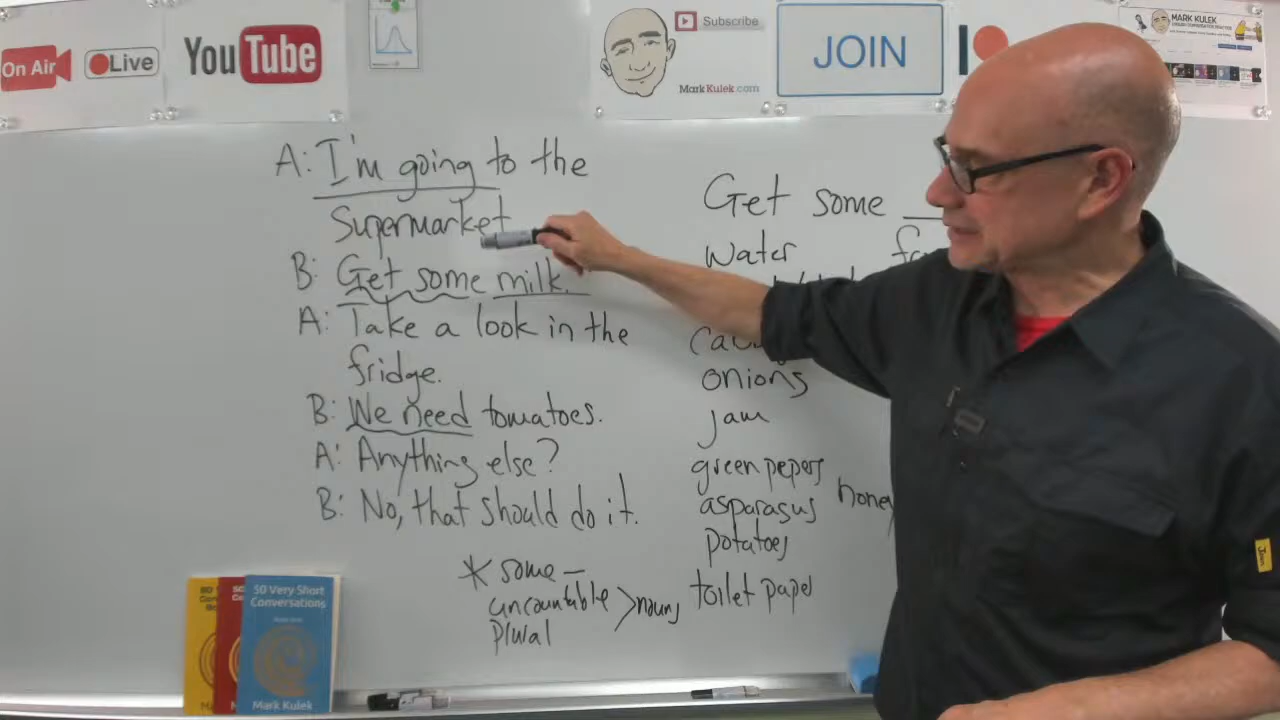 On Air
Live
YouTube
Subscribe
MarkKulek.com
JOIN
MARK KULEK
A: I'm going to the
Supermarket
B: Get some milk.
A: Take a look in the
fridge.
B: We need tomatoes.
A: Anything else?
B: No, that should do it.
* some –
uncountable > nouns
plural
Get some
water
onions
jam
green pepers
asparagus
honey
potatoes
toilet paper
50 Very Short
Conversations
Mark Kulek